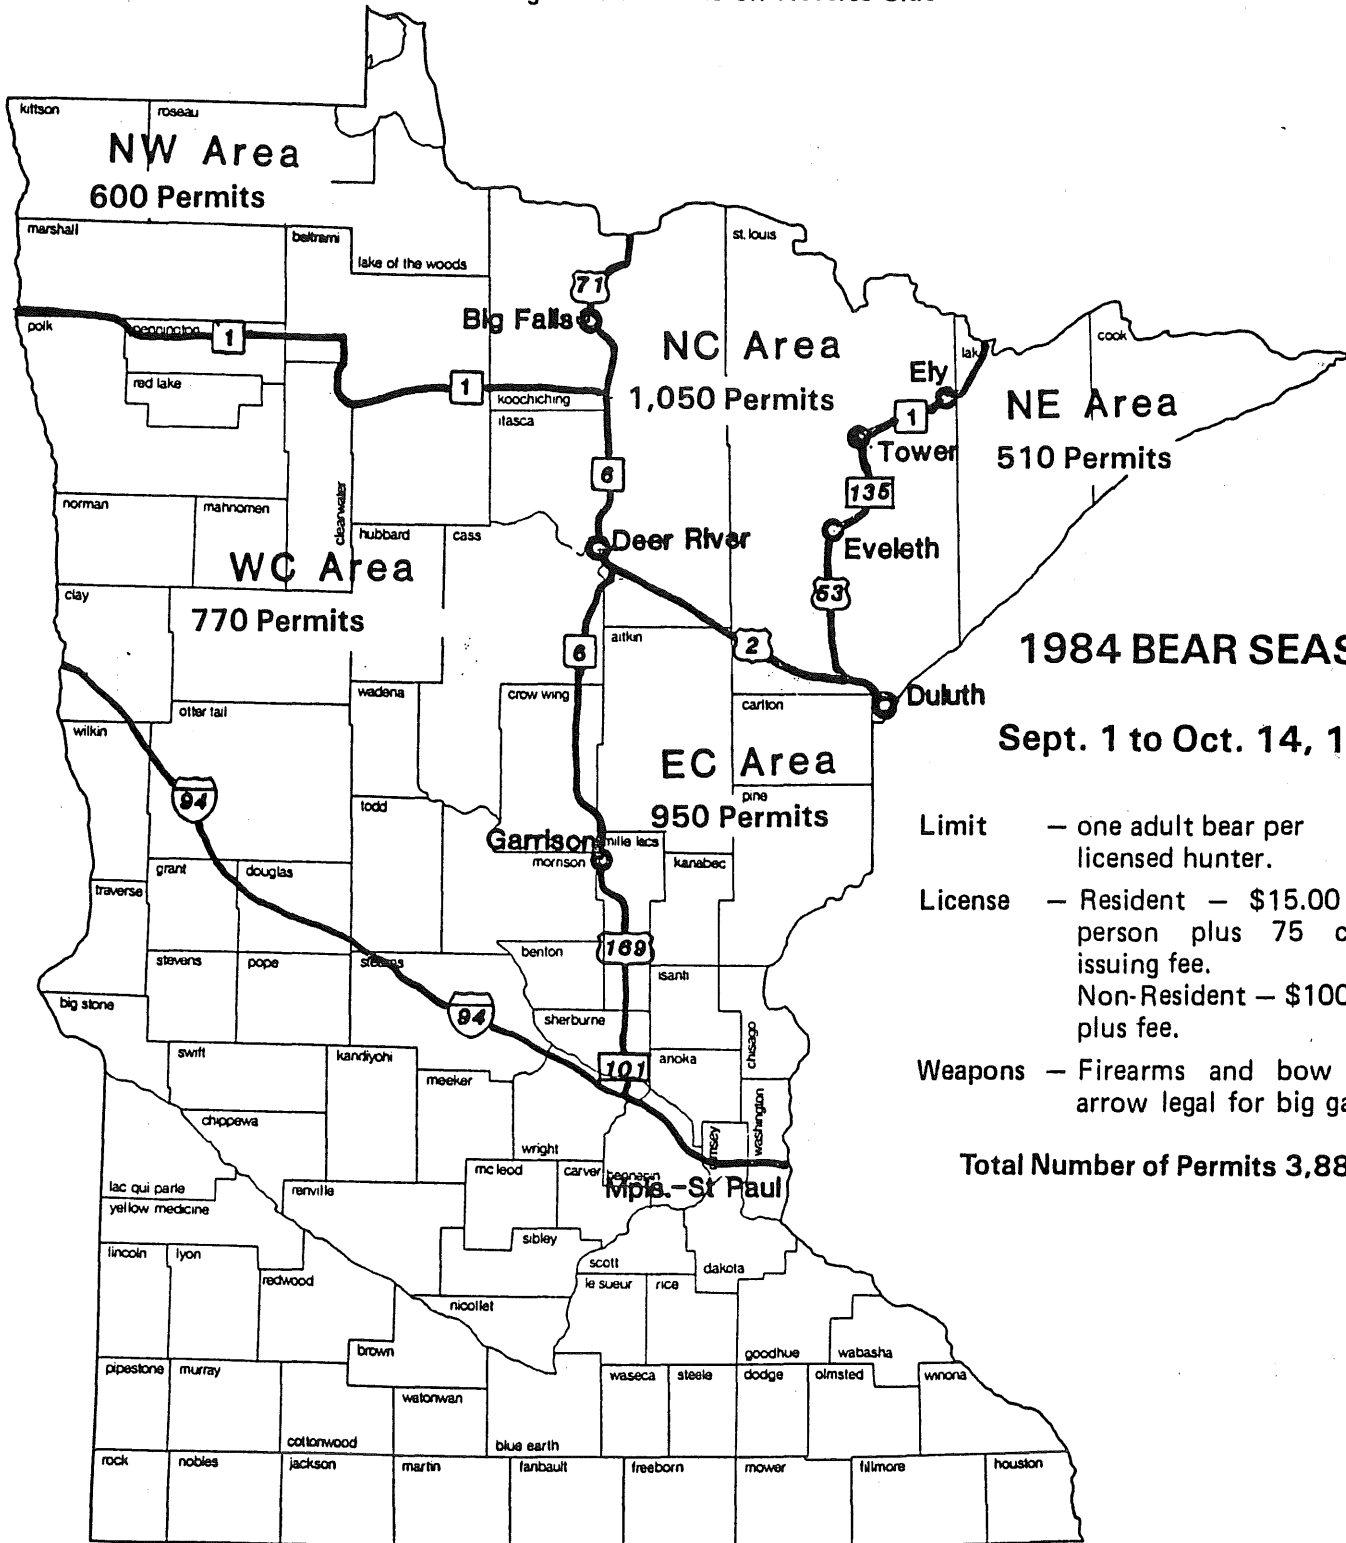 kittson
roseau
NW Area
600 Permits
marshall
beltrami
lake of the woods
st. louis
71
Big Falls
polk
pennington
1
NC Area
1,050 Permits
cook
lak
Ely
NE Area
510 Permits
red lake
1
koochiching
itasca
1
Tower
6
135
norman
mahnomen
clearwater
hubbard
cass
Deer River
Eveleth
WC Area
770 Permits
clay
53
aitkin
6
2
1984 BEAR SEAS
wadena
crow wing
carlton
Duluth
otter tail
wilkin
Sept. 1 to Oct. 14, 1
EC Area
950 Permits
pine
94
todd
Garrison
mille lacs
morrison
kanabec
Limit — one adult bear per
licensed hunter.
grant
douglas
traverse
License — Resident — $15.00
person plus 75 c
issuing fee.
Non-Resident — $100
plus fee.
169
benton
stevens
pope
stearns
isanti
big stone
94
sherburne
chisago
swift
kandiyohi
meeker
101
anoka
Weapons — Firearms and bow
arrow legal for big ga
chippewa
washington
wright
mc leod
carver
hennepin
Mpls.-St Paul
Total Number of Permits 3,88
lac qui parle
yellow medicine
renville
sibley
lincoln
lyon
redwood
scott
dakota
le sueur
rice
nicollet
brown
goodhue
wabasha
pipestone
murray
waseca
steele
dodge
olmsted
winona
watonwan
cottonwood
blue earth
rock
nobles
jackson
martin
faribault
freeborn
mower
fillmore
houston